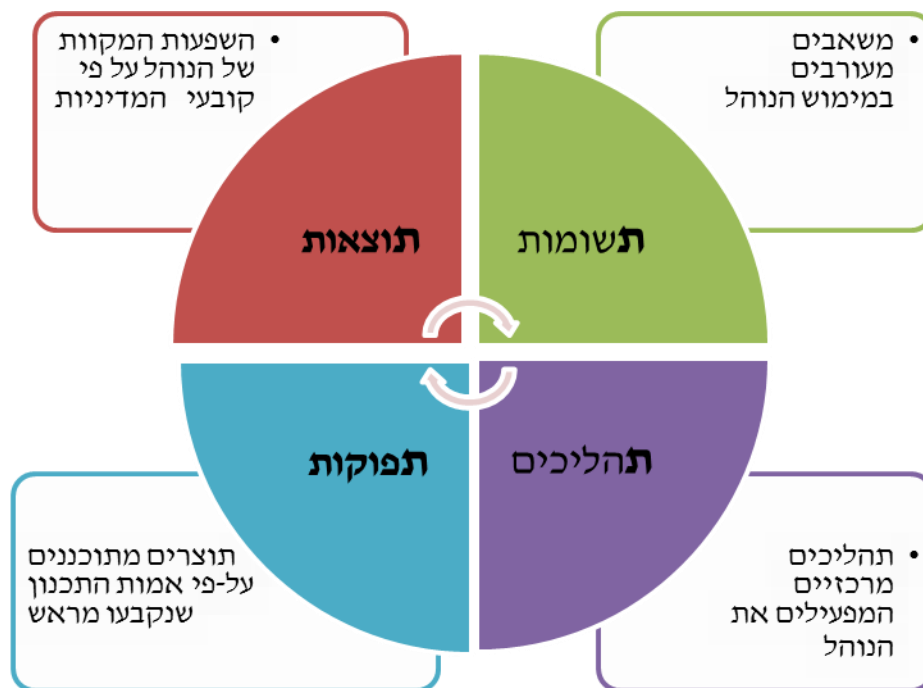 • משאבים
מעורבים
במימוש הנוהל
• השפעות המקוות
של הנוהל על פי
קובעי המדיניות
תשומות
תוצאות
תהליכים
תפוקות
• תהליכים
מרכזיים
המפעילים את
הנוהל
תוצרים מתוכננים
על-פי אמות התכנון
שנקבעו מראש